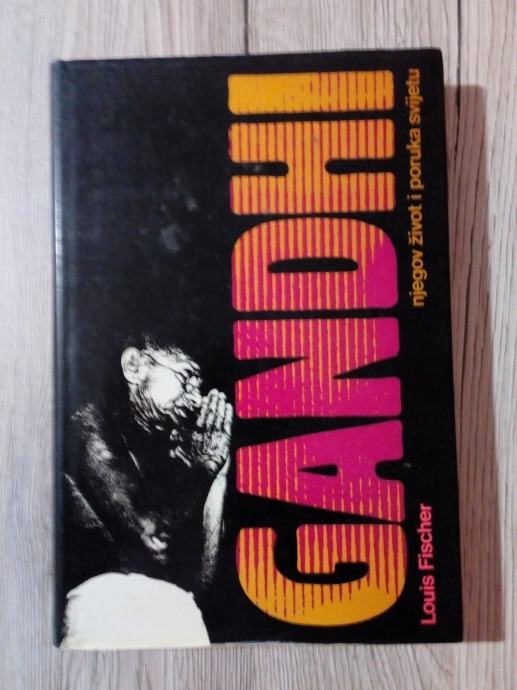 GANDHI
Louis Fischer
njegov život i poruka svijetu